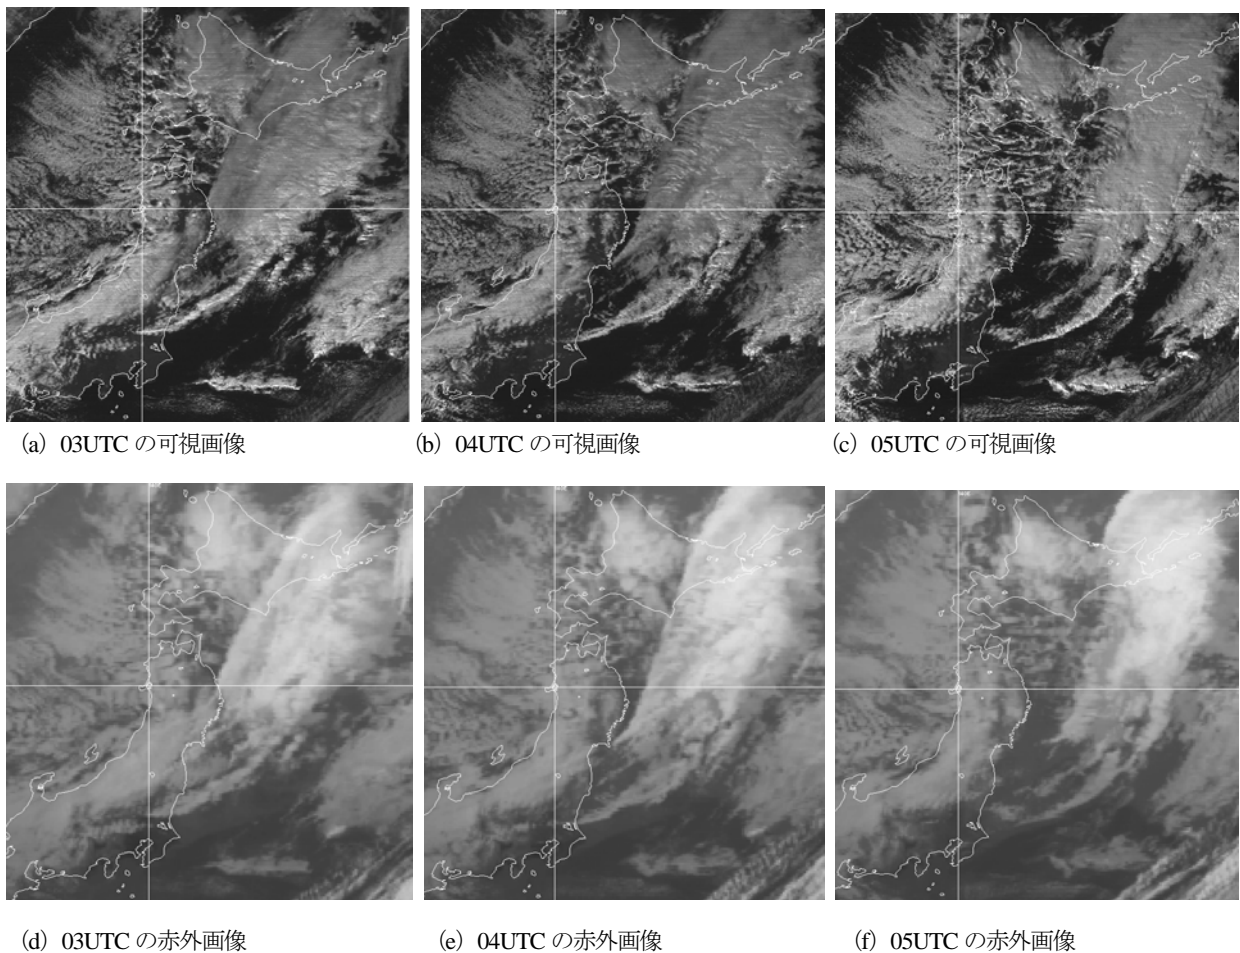 (a) 03UTC の可視画像
(b) 04UTC の可視画像
(c) 05UTC の可視画像
(d) 03UTC の赤外画像
(e) 04UTC の赤外画像
(f) 05UTC の赤外画像